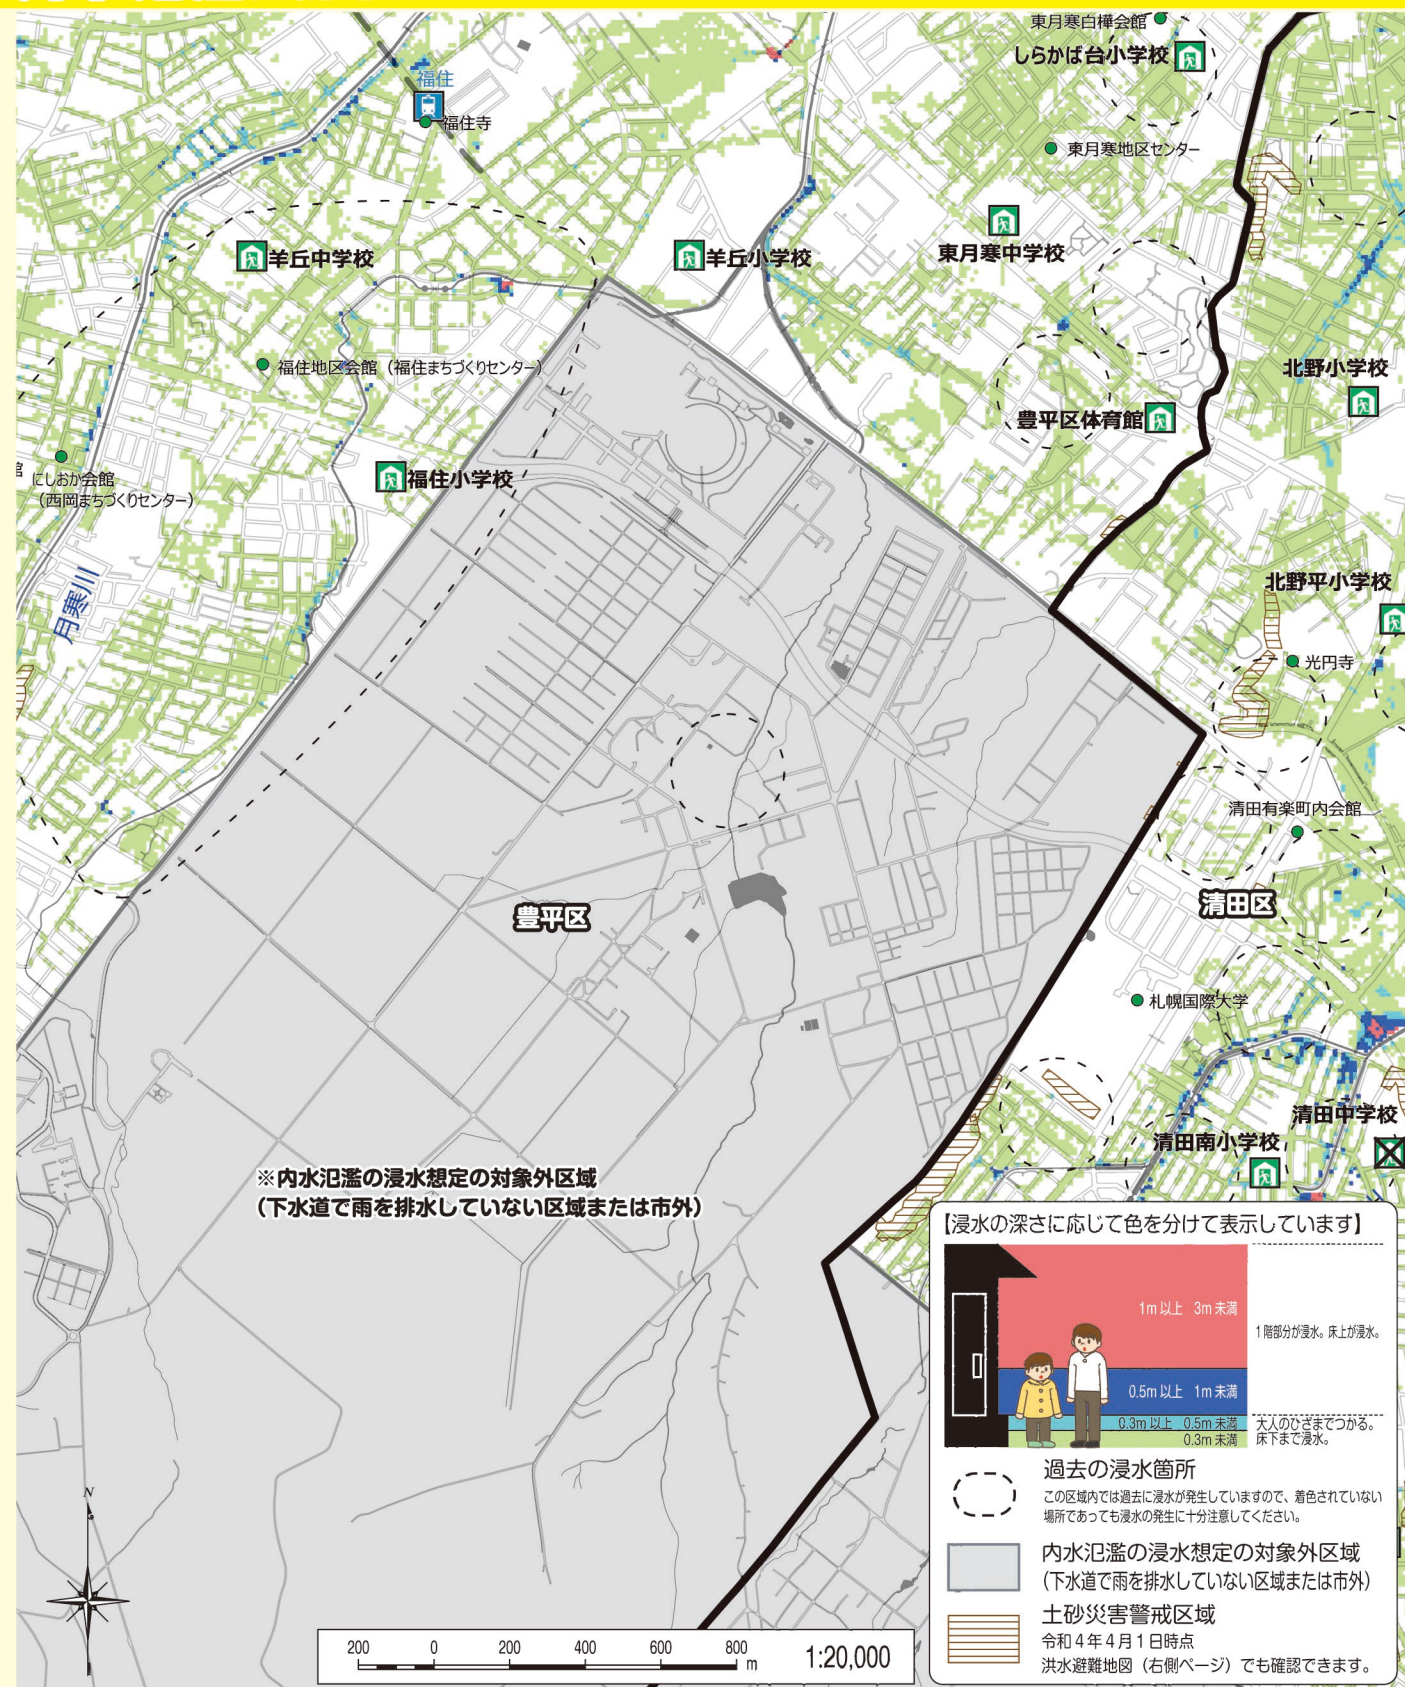 東月寒白樺会館
しらかば台小学校
福住
福住寺
東月寒地区センター
羊丘中学校
羊丘小学校
東月寒中学校
福住地区会館（福住まちづくりセンター）
北野小学校
豊平区体育館
にしおか会館
（西岡まちづくりセンター）
福住小学校
月寒川
北野平小学校
光円寺
清田有楽町内会館
豊平区
清田区
札幌国際大学
清田中学校
清田南小学校
※内水氾濫の浸水想定の対象外区域
（下水道で雨を排水していない区域または市外）
【浸水の深さに応じて色を分けて表示しています】
1m以上 3m未満
1階部分が浸水。床上が浸水。
0.5m以上 1m未満
0.3m以上 0.5m未満
大人のひざまでつかる。
床下まで浸水。
0.3m未満
過去の浸水箇所
この区域内では過去に浸水が発生していますので、着色されていない
場所であっても浸水の発生に十分注意してください。
内水氾濫の浸水想定の対象外区域
（下水道で雨を排水していない区域または市外）
土砂災害警戒区域
令和4年4月1日時点
洪水避難地図（右側ページ）でも確認できます。
N
200 0 200 400 600 800 m
1:20,000